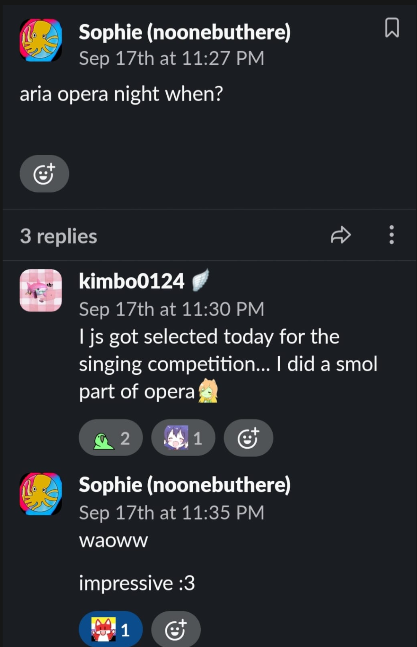 Sophie (noonebuthere)
Sep 17th at 11:27 PM
aria opera night when?
3 replies
kimbo0124 🪽
Sep 17th at 11:30 PM
I js got selected today for the
singing competition... I did a smol
part of opera
2 1
Sophie (noonebuthere)
Sep 17th at 11:35 PM
waoww
impressive :3
1